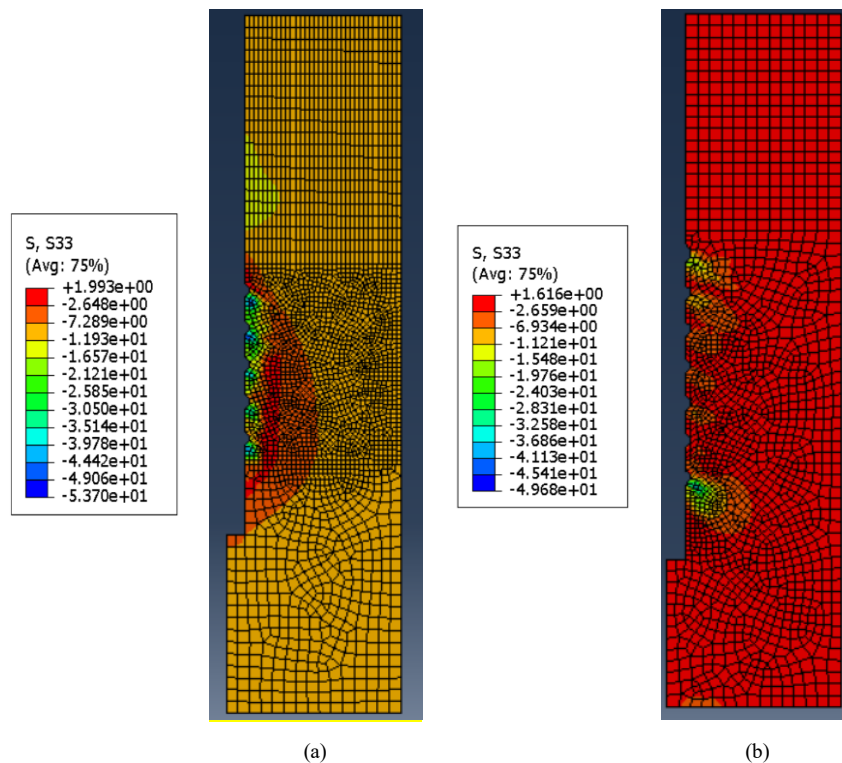 S, S33
(Avg: 75%)
+1.993e+00
-2.648e+00
-7.289e+00
-1.193e+01
-1.657e+01
-2.121e+01
-2.585e+01
-3.050e+01
-3.514e+01
-3.978e+01
-4.442e+01
-4.906e+01
-5.370e+01
S, S33
(Avg: 75%)
+1.616e+00
-2.659e+00
-6.934e+00
-1.121e+01
-1.548e+01
-1.976e+01
-2.403e+01
-2.831e+01
-3.258e+01
-3.686e+01
-4.113e+01
-4.541e+01
-4.968e+01
(a)
(b)